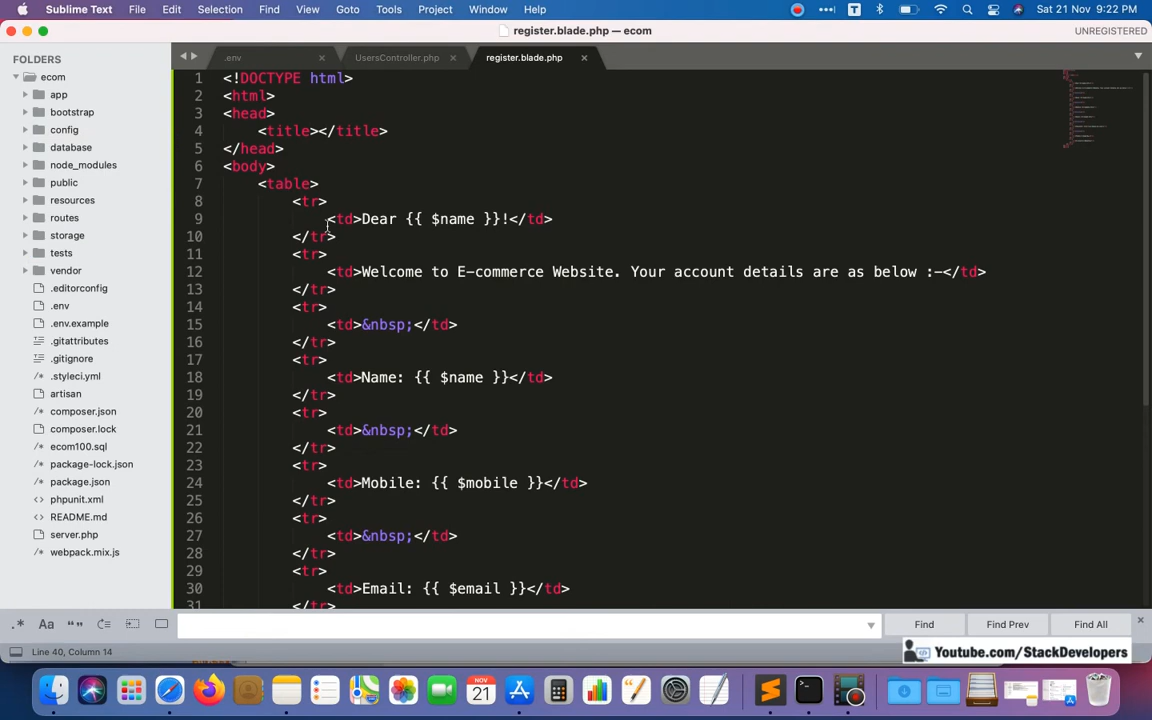 Sublime Text File Edit Selection Find View Goto Tools Project Window Help Sat 21 Nov 9:22 PM
register.blade.php — ecom UNREGISTERED
FOLDERS
ecom
app
bootstrap
config
database
node_modules
public
resources
routes
storage
tests
vendor
.editorconfig
.env
.env.example
.gitattributes
.gitignore
.styleci.yml
artisan
composer.json
composer.lock
ecom100.sql
package-lock.json
package.json
phpunit.xml
README.md
server.php
webpack.mix.js
.env UsersController.php register.blade.php
1 <!DOCTYPE html>
2 <html>
3 <head>
4 <title></title>
5 </head>
6 <body>
7 <table>
8 <tr>
9 <td>Dear {{ $name }}!</td>
10 </tr>
11 <tr>
12 <td>Welcome to E-commerce Website. Your account details are as below :-</td>
13 </tr>
14 <tr>
15 <td>&nbsp;</td>
16 </tr>
17 <tr>
18 <td>Name: {{ $name }}</td>
19 </tr>
20 <tr>
21 <td>&nbsp;</td>
22 </tr>
23 <tr>
24 <td>Mobile: {{ $mobile }}</td>
25 </tr>
26 <tr>
27 <td>&nbsp;</td>
28 </tr>
29 <tr>
30 <td>Email: {{ $email }}</td>
31 </tr>
Find Find Prev Find All
Line 40, Column 14
Youtube.com/StackDevelopers
NOV
21